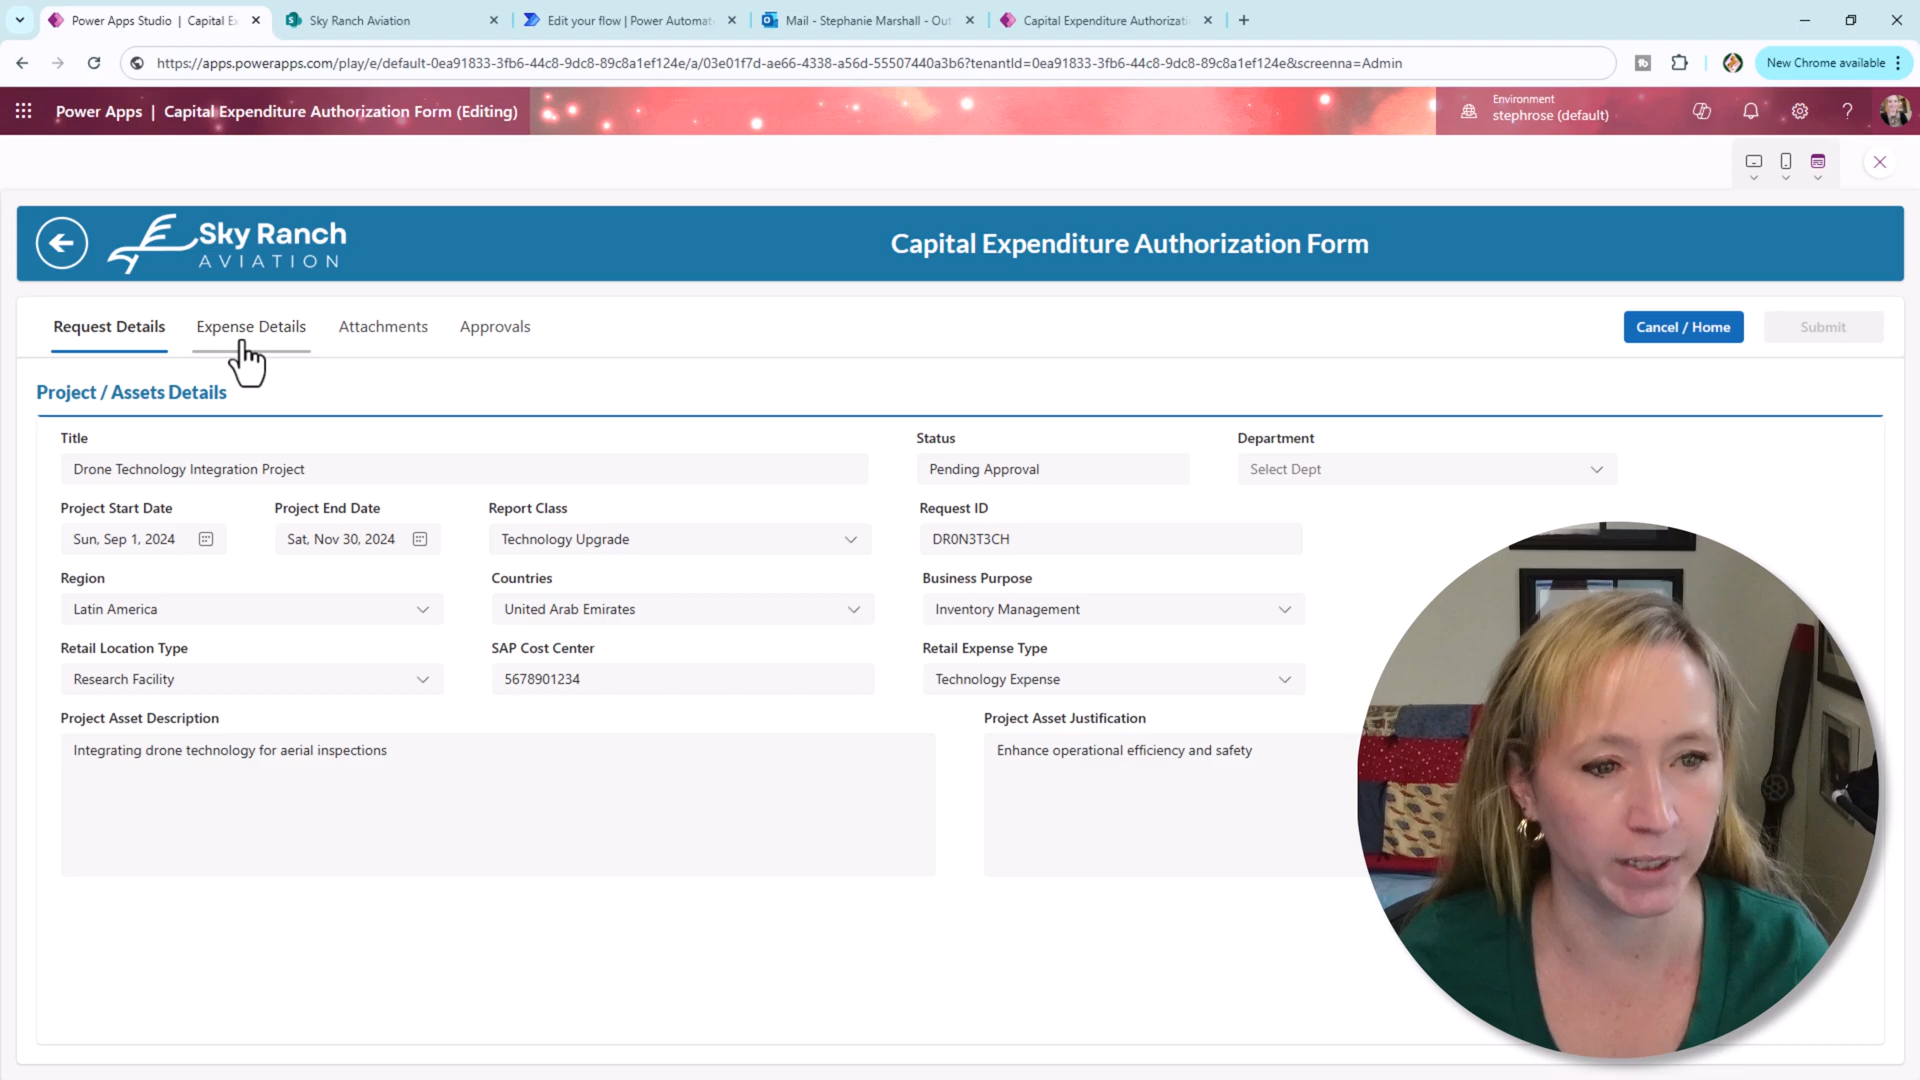 Power Apps Studio | Capital E
Sky Ranch Aviation
Edit your flow | Power Automat
Mail - Stephanie Marshall - Out
Capital Expenditure Authorizati
https://apps.powerapps.com/play/e/default-0ea91833-3fb6-44c8-9dc8-89c8a1ef124e/a/03e01f7d-ae66-4338-a56d-55507440a3b6?tenantId=0ea91833-3fb6-44c8-9dc8-89c8a1ef124e&screenna=Admin
New Chrome available
Power Apps | Capital Expenditure Authorization Form (Editing)
Environment
stephrose (default)
Sky Ranch
AVIATION
Capital Expenditure Authorization Form
Request Details
Expense Details
Attachments
Approvals
Cancel / Home
Submit
Project / Assets Details
Title
Status
Department
Drone Technology Integration Project
Pending Approval
Select Dept
Project Start Date
Project End Date
Report Class
Request ID
Sun, Sep 1, 2024
Sat, Nov 30, 2024
Technology Upgrade
DR0N3T3CH
Region
Countries
Business Purpose
Latin America
United Arab Emirates
Inventory Management
Retail Location Type
SAP Cost Center
Retail Expense Type
Research Facility
5678901234
Technology Expense
Project Asset Description
Project Asset Justification
Integrating drone technology for aerial inspections
Enhance operational efficiency and safety